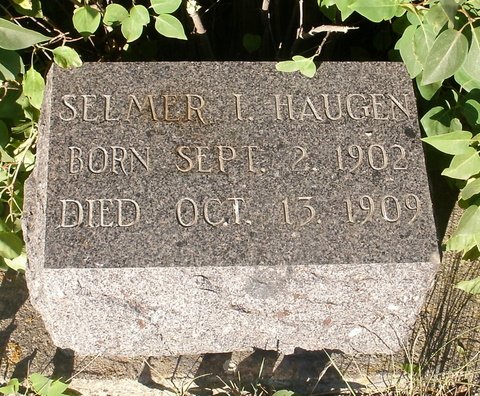 SELMER. I. HAUGEN
BORN SEPT. 2. 1902
DIED OCT. 13. 1909